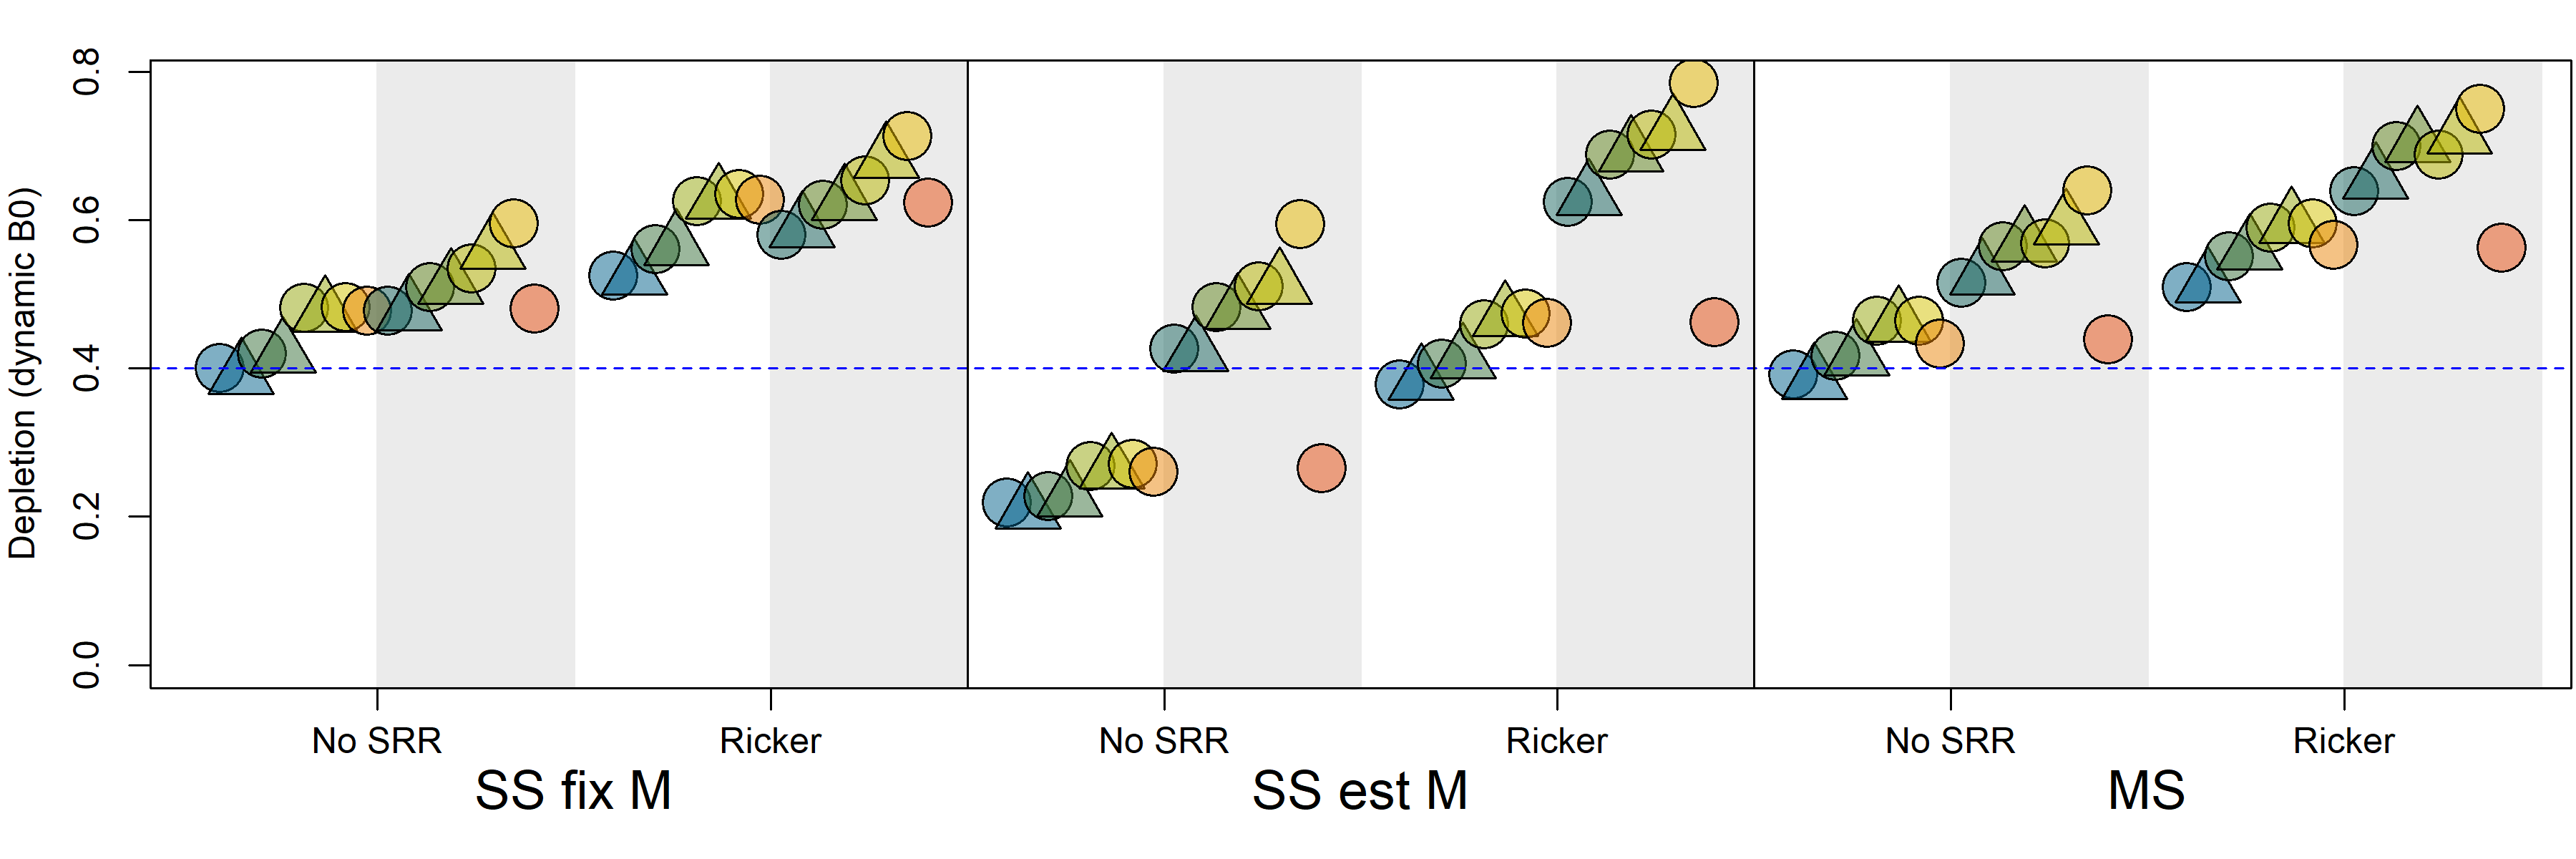 Depletion (dynamic B0)
0.8
0.6
0.4
0.2
0.0
No SRR Ricker No SRR Ricker No SRR Ricker
SS fix M SS est M MS